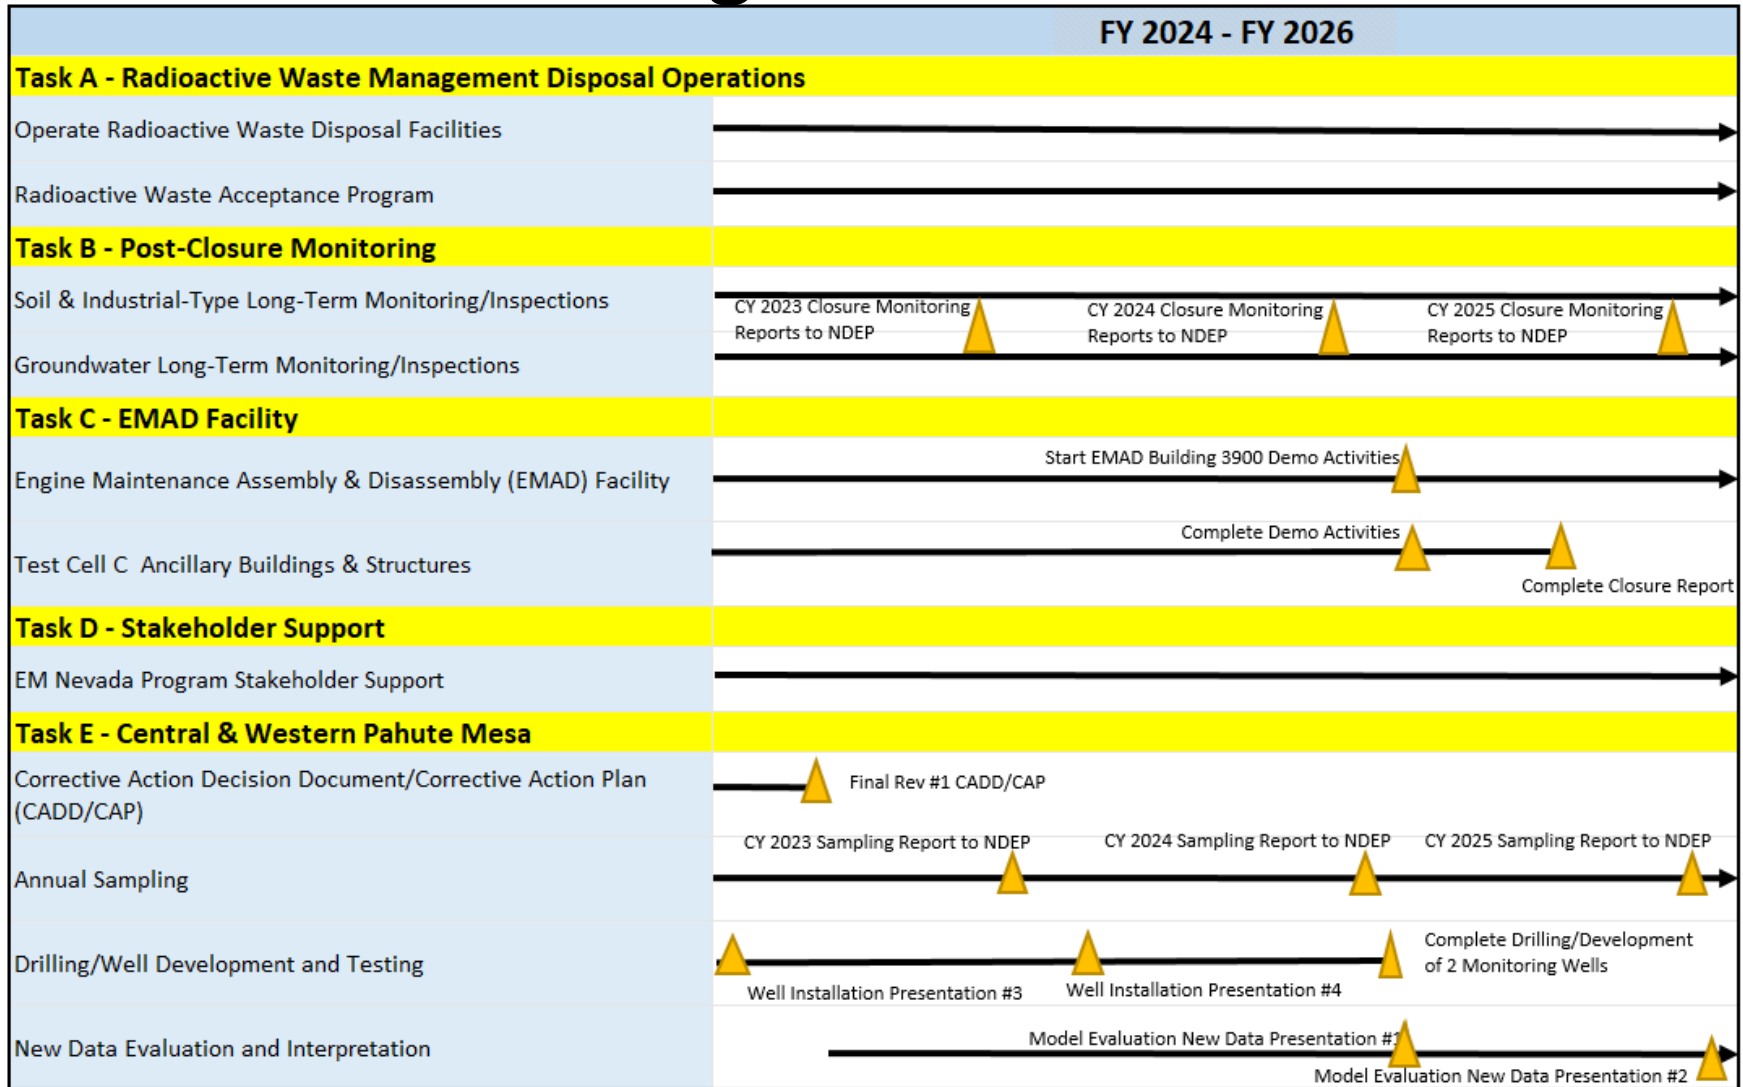 FY 2024 - FY 2026
Task A - Radioactive Waste Management Disposal Operations
Operate Radioactive Waste Disposal Facilities
Radioactive Waste Acceptance Program
Task B - Post-Closure Monitoring
Soil & Industrial-Type Long-Term Monitoring/Inspections
CY 2023 Closure Monitoring
Reports to NDEP
CY 2024 Closure Monitoring
Reports to NDEP
CY 2025 Closure Monitoring
Reports to NDEP
Groundwater Long-Term Monitoring/Inspections
Task C - EMAD Facility
Start EMAD Building 3900 Demo Activities
Engine Maintenance Assembly & Disassembly (EMAD) Facility
Complete Demo Activities
Test Cell C  Ancillary Buildings & Structures
Complete Closure Report
Task D - Stakeholder Support
EM Nevada Program Stakeholder Support
Task E - Central & Western Pahute Mesa
Corrective Action Decision Document/Corrective Action Plan
(CADD/CAP)
Final Rev #1 CADD/CAP
CY 2023 Sampling Report to NDEP
CY 2024 Sampling Report to NDEP
CY 2025 Sampling Report to NDEP
Annual Sampling
Drilling/Well Development and Testing
Well Installation Presentation #3
Well Installation Presentation #4
Complete Drilling/Development
of 2 Monitoring Wells
New Data Evaluation and Interpretation
Model Evaluation New Data Presentation #1
Model Evaluation New Data Presentation #2